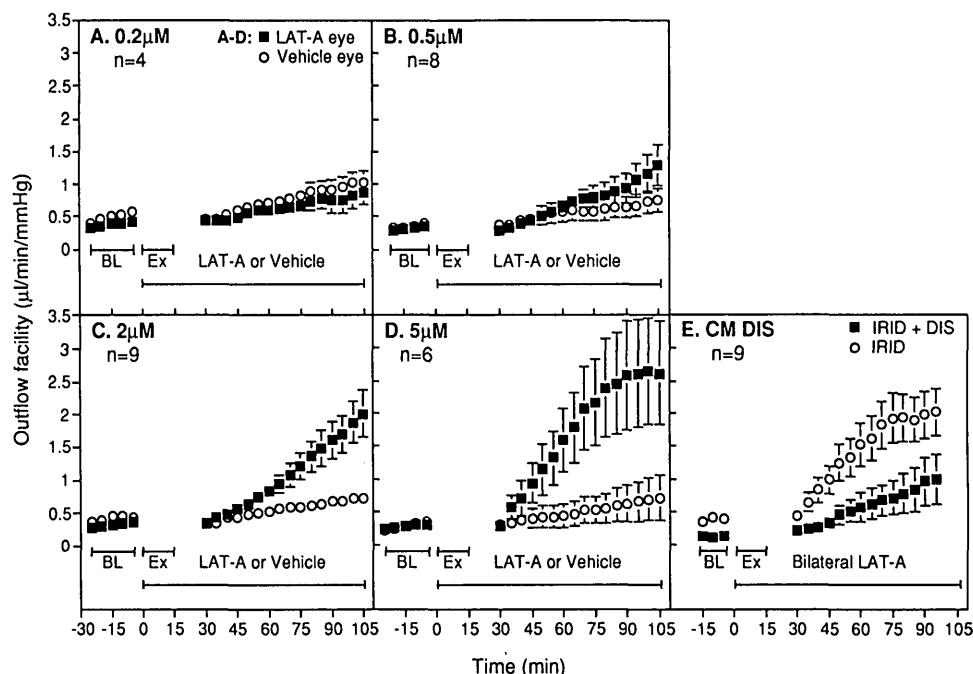 Outflow facility (µl/min/mmHg)
3.5
3
2.5
2
1.5
1
0.5
0
A. 0.2µM
n=4
A-D: ■ LAT-A eye
○ Vehicle eye
BL
Ex
LAT-A or Vehicle
B. 0.5µM
n=8
BL
Ex
LAT-A or Vehicle
3.5
3
2.5
2
1.5
1
0.5
0
C. 2µM
n=9
BL
Ex
LAT-A or Vehicle
D. 5µM
n=6
BL
Ex
LAT-A or Vehicle
E. CM DIS
n=9
■ IRID + DIS
○ IRID
BL
Ex
Bilateral LAT-A
-30 -15 0 15 30 45 60 75 90 105
-15 0 15 30 45 60 75 90 105
-15 0 15 30 45 60 75 90 105
Time (min)